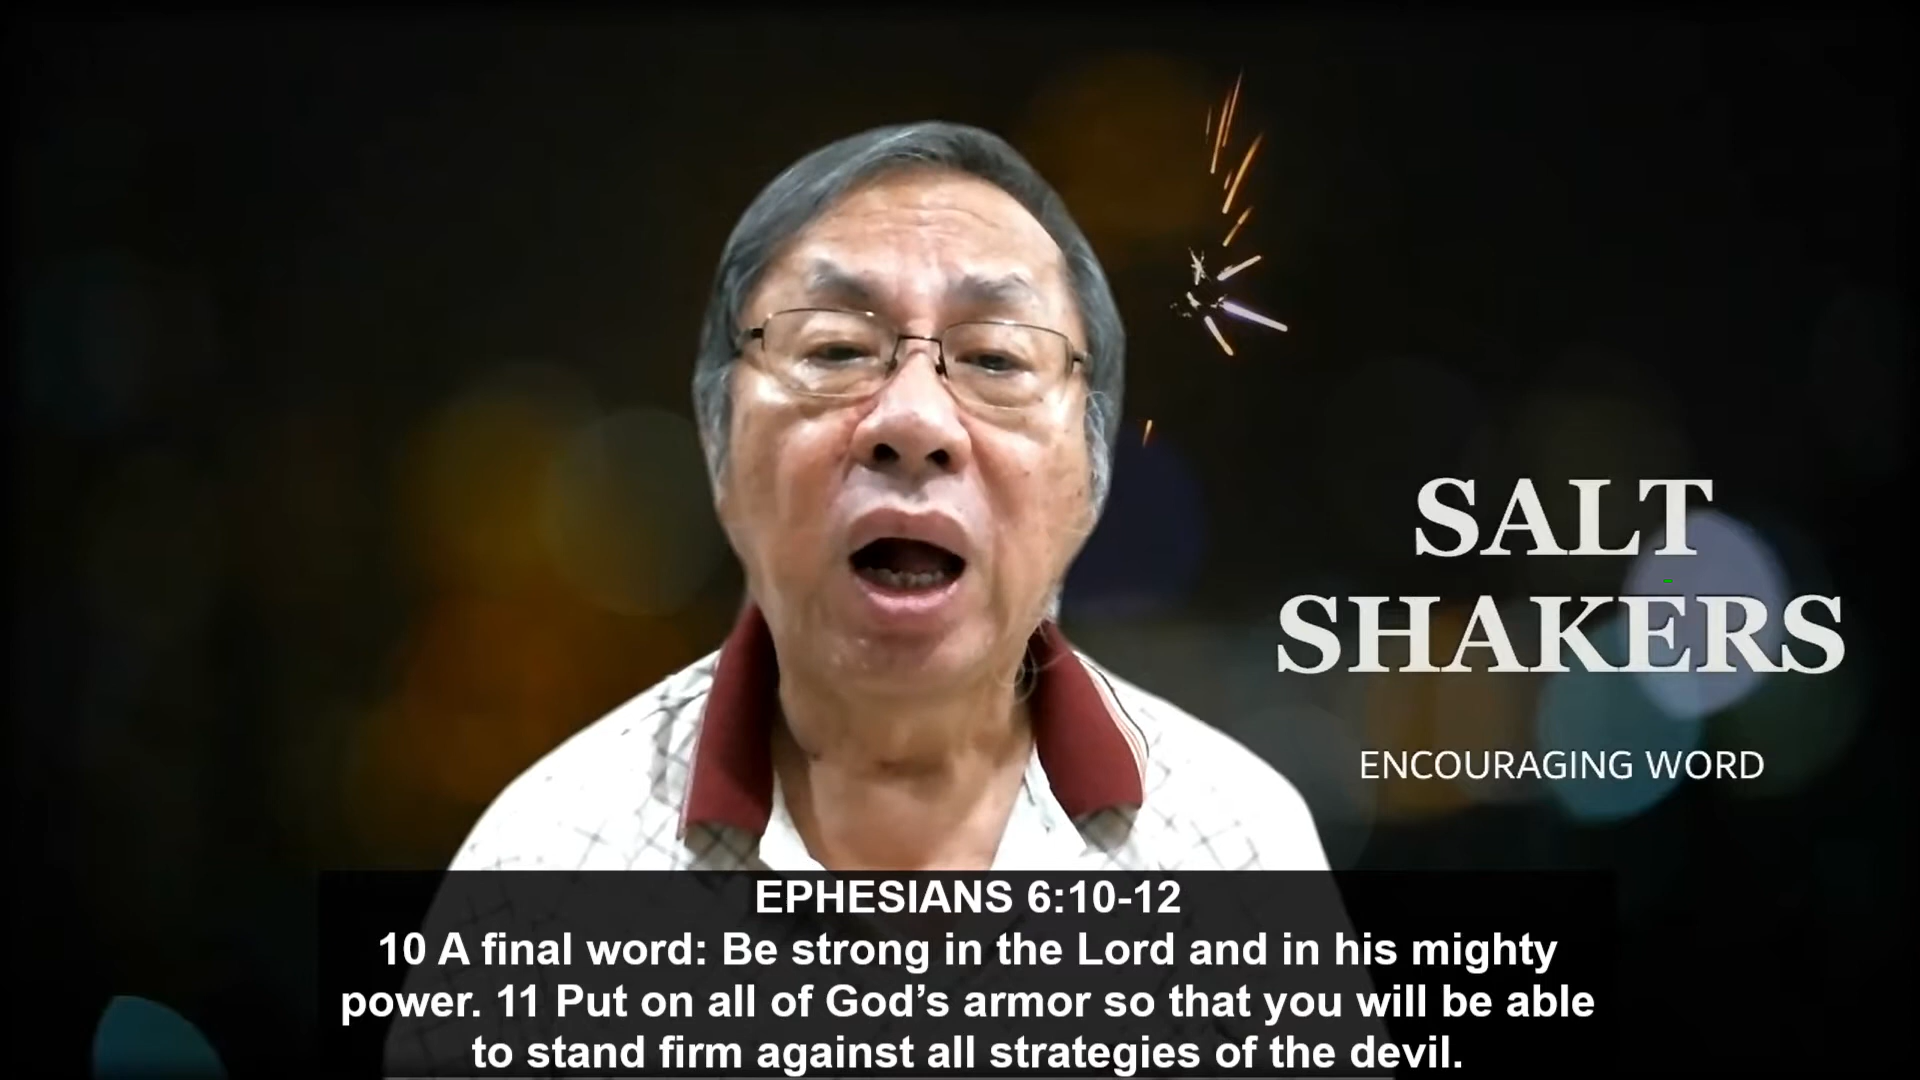 SALT
SHAKERS
ENCOURAGING WORD
EPHESIANS 6:10-12
10 A final word: Be strong in the Lord and in his mighty
power. 11 Put on all of God’s armor so that you will be able
to stand firm against all strategies of the devil.